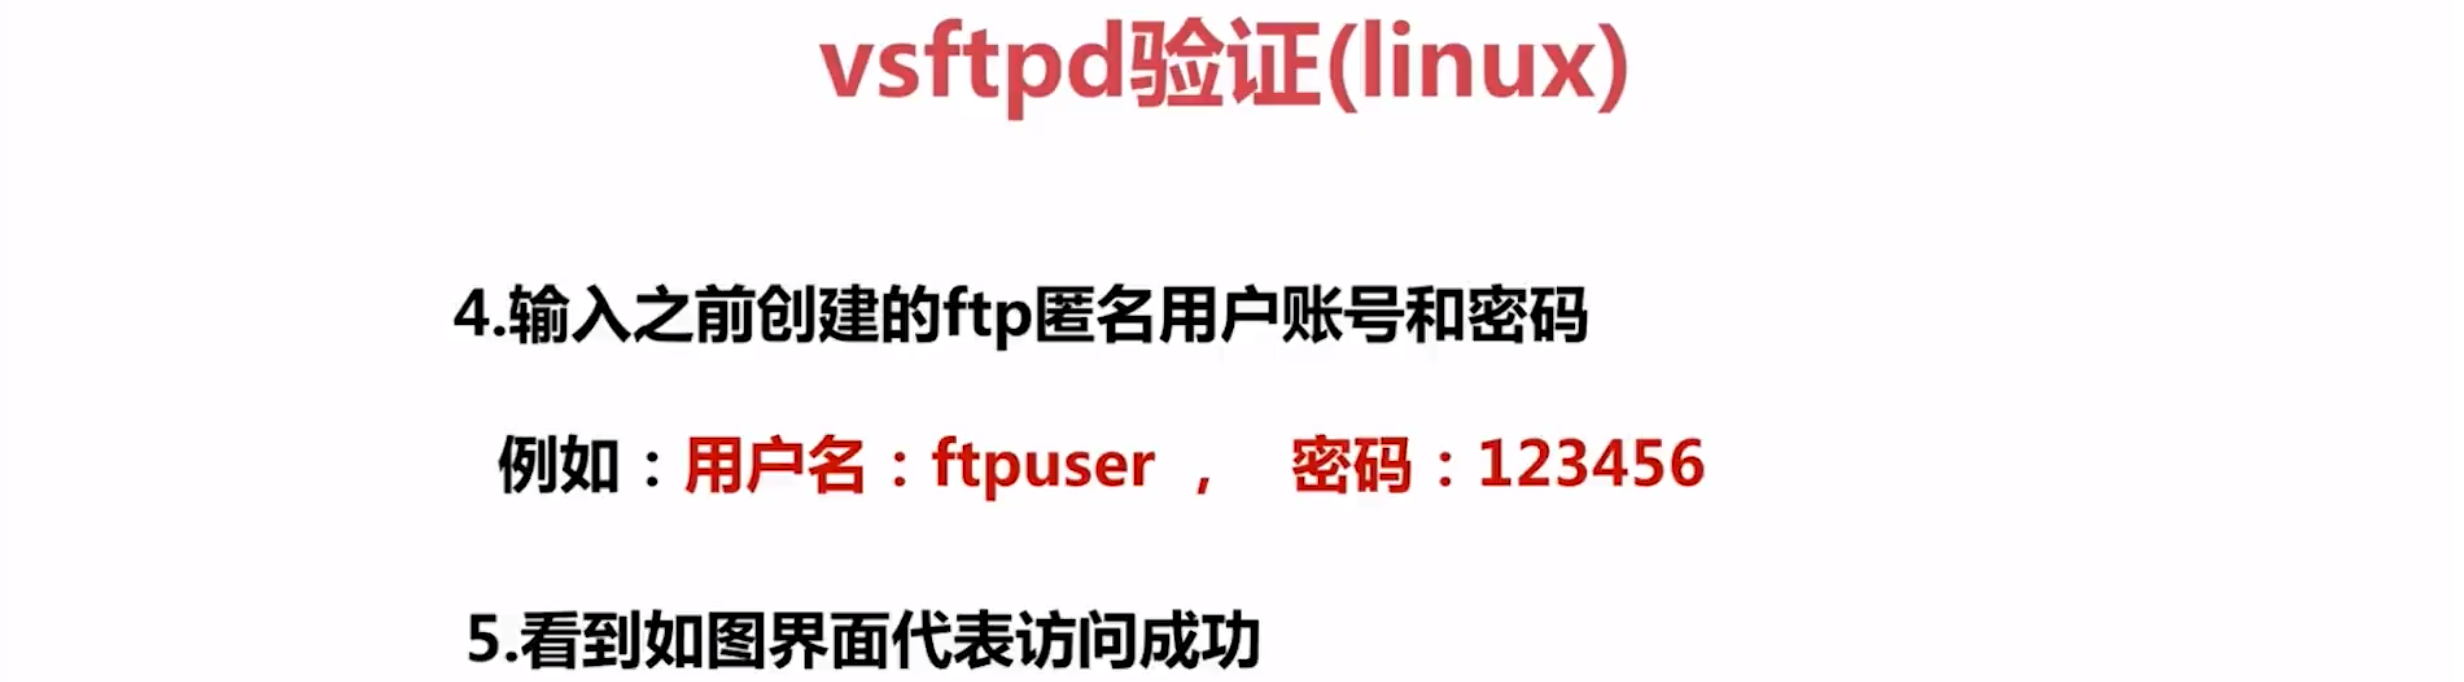 vsftpd验证(linux)
4.输入之前创建的ftp匿名用户账号和密码
例如：用户名：ftpuser ， 密码：123456
5.看到如图界面代表访问成功